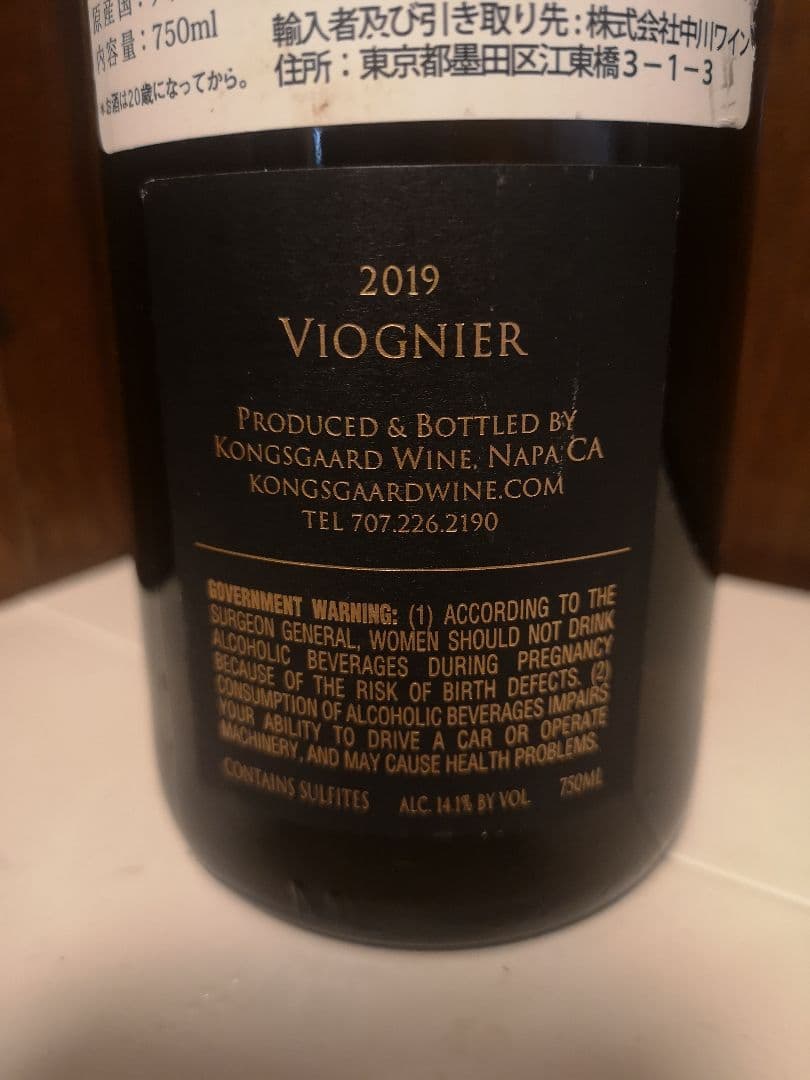 原産国:
内容量:750ml
*お酒は20歳になってから。
輸入者及び引き取り先:株式会社中川ワイン
住所:東京都墨田区江東橋3-1-3
2019
VIOGNIER
PRODUCED & BOTTLED BY
KONGSGAARD WINE, NAPA CA
KONGSGAARDWINE.COM
TEL 707.226.2190
GOVERNMENT WARNING: (1) ACCORDING TO THE
SURGEON GENERAL, WOMEN SHOULD NOT DRINK
ALCOHOLIC BEVERAGES DURING PREGNANCY
BECAUSE OF THE RISK OF BIRTH DEFECTS. (2)
CONSUMPTION OF ALCOHOLIC BEVERAGES IMPAIRS
YOUR ABILITY TO DRIVE A CAR OR OPERATE
MACHINERY, AND MAY CAUSE HEALTH PROBLEMS.
CONTAINS SULFITES ALC. 14.1% BY VOL 750ML